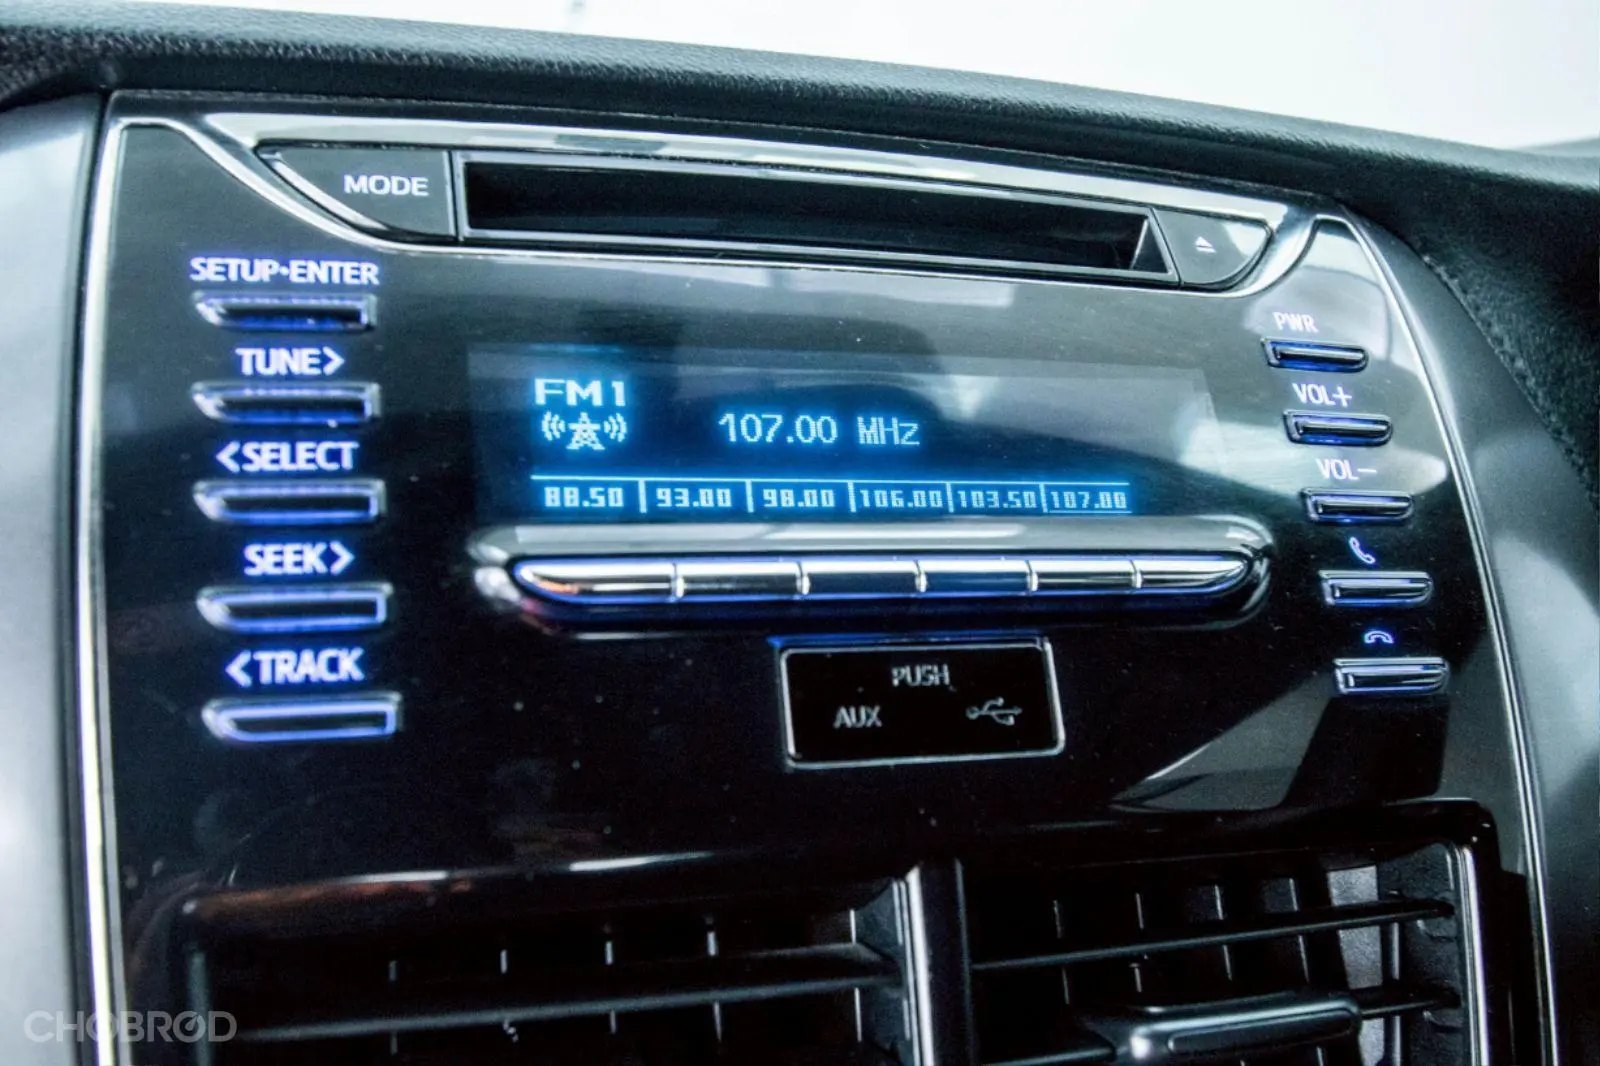 MODE
SETUP•ENTER
TUNE>
<SELECT
SEEK>
<TRACK
FM1
107.00 MHz
88.50 93.00 98.00 106.00 103.50 107.00
PWR
VOL+
VOL−
PUSH
AUX
CHOBROD